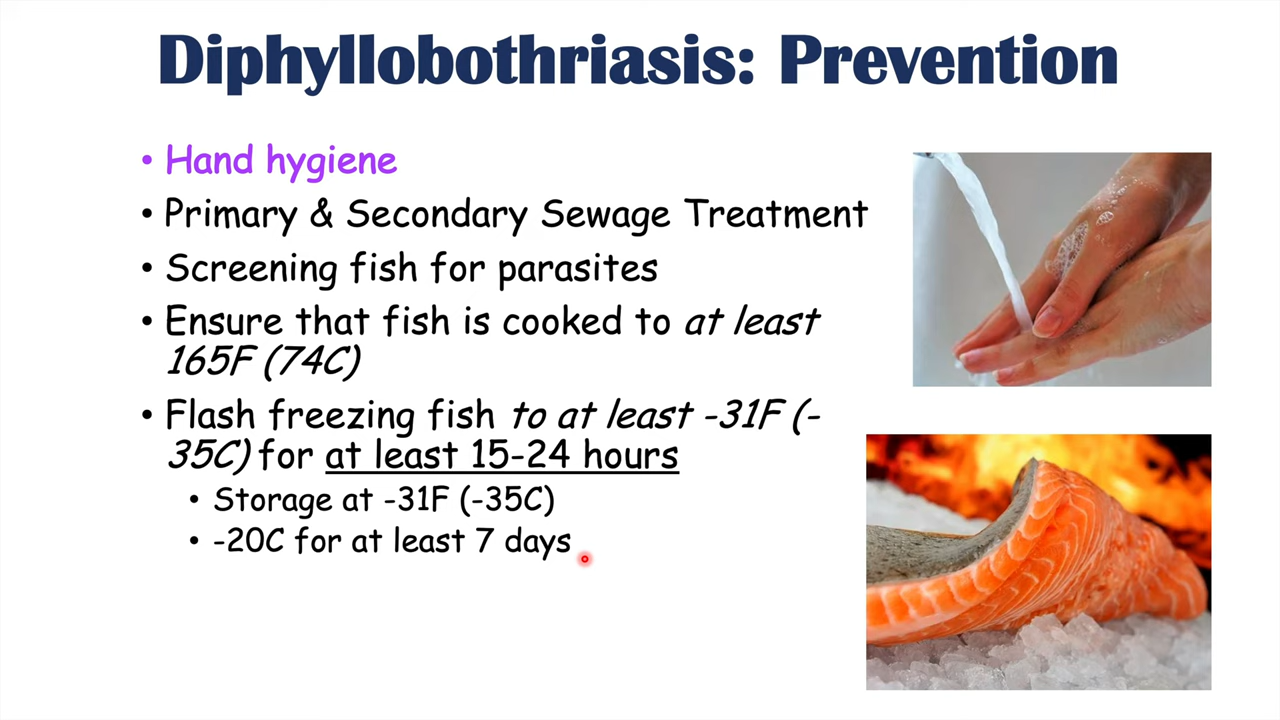 Diphyllobothriasis: Prevention
• Hand hygiene
• Primary & Secondary Sewage Treatment
• Screening fish for parasites
• Ensure that fish is cooked to at least
165F (74C)
• Flash freezing fish to at least -31F (-
35C) for at least 15-24 hours
• Storage at -31F (-35C)
• -20C for at least 7 days